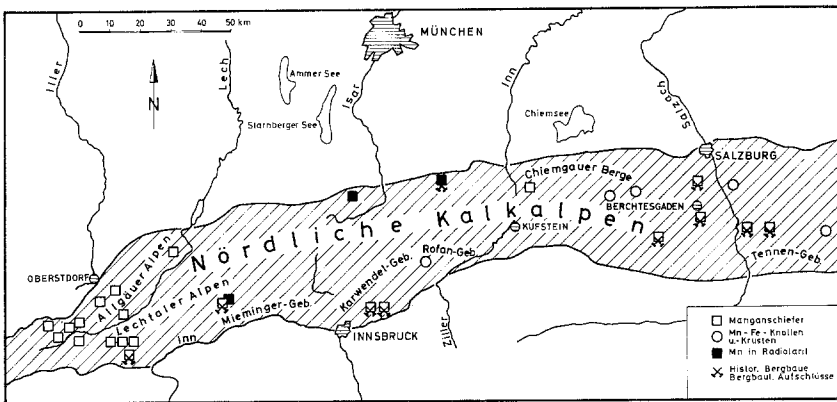 0 10 20 30 40 50 km
MÜNCHEN
Iller
Lech
Ammer See
Starnberger See
Isar
Inn
Chiemsee
Salzach
N
SALZBURG
Chiemgauer Berge
BERCHTESGADEN
Nördliche Kalkalpen
KUFSTEIN
OBERSTDORF
Allgäuer Alpen
Lechtaler Alpen
Mieminger-Geb.
Karwendel-Geb.
Rofan-Geb.
Tennen-Geb.
Inn
INNSBRUCK
Ziller
Manganschiefer
Mn-Fe-Knollen
u.-Krusten
Mn in Radiolarit
Histor. Bergbaue
Bergbaul. Aufschlüsse